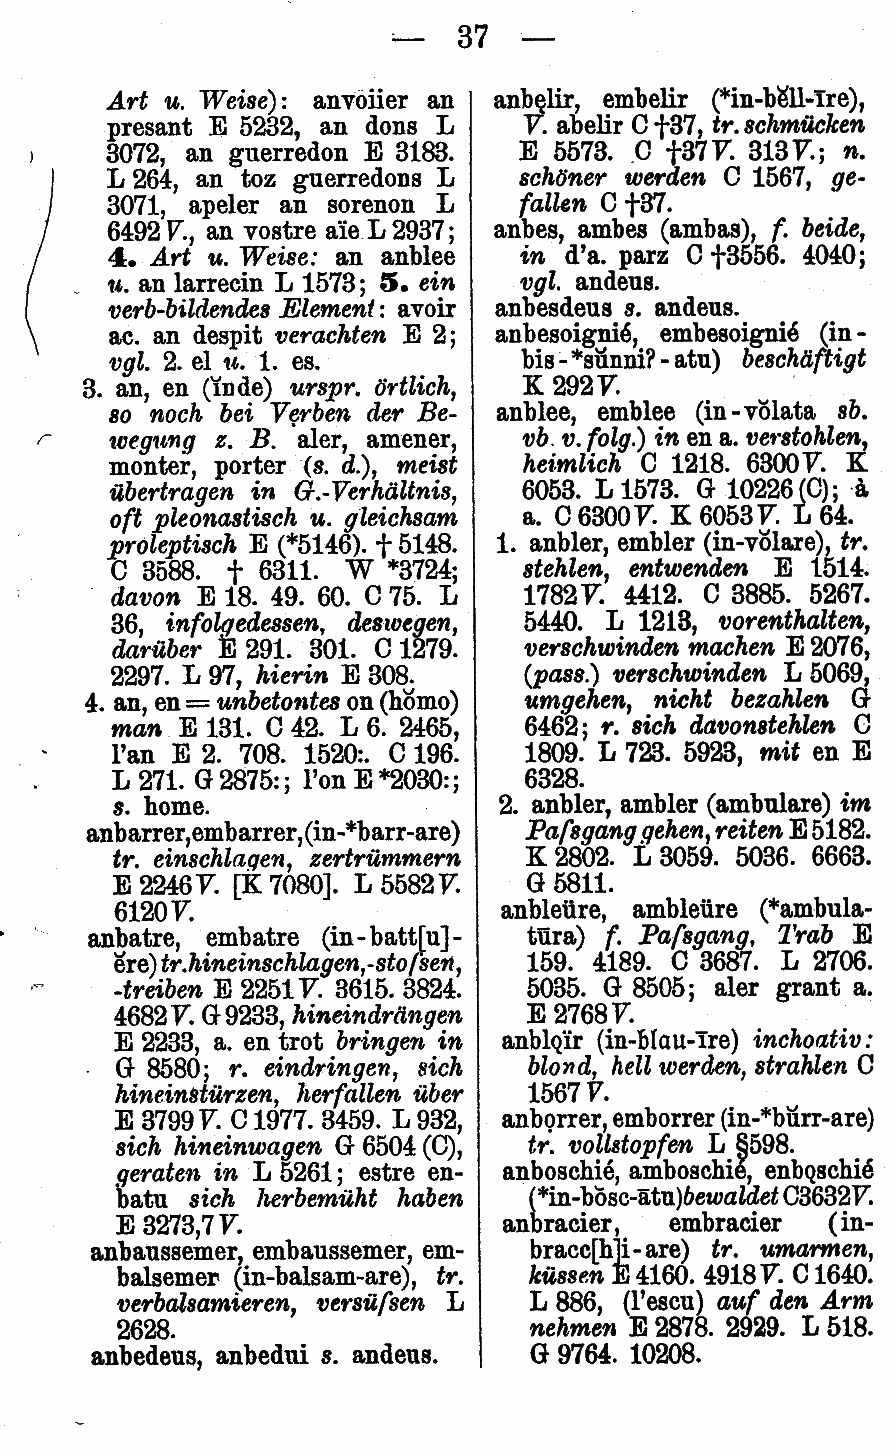 — 37 —
Art u. Weise): anvoiier an
presant E 5232, an dons L
3072, an guerredon E 3183.
L 264, an toz guerredons L
3071, apeler an sorenon L
6492 V., an vostre aïe L 2937;
4. Art u. Weise: an anblee
u. an larrecin L 1573; 5. ein
verb-bildendes Element: avoir
ac. an despit verachten E 2;
vgl. 2. el u. 1. es.
3. an, en (ĭnde) urspr. örtlich,
so noch bei Verben der Be-
wegung z. B. aler, amener,
monter, porter (s. d.), meist
übertragen in G.-Verhältnis,
oft pleonastisch u. gleichsam
proleptisch E (*5146). † 5148.
C 3588. † 6311. W *3724;
davon E 18. 49. 60. C 75. L
36, infolgedessen, deswegen,
darüber E 291. 301. C 1279.
2297. L 97, hierin E 308.
4. an, en = unbetontes on (hŏmo)
man E 131. C 42. L 6. 2465,
l'an E 2. 708. 1520:. C 196.
L 271. G 2875:; l'on E *2030:;
s. home.
anbarrer, embarrer, (in-*barr-are)
tr. einschlagen, zertrümmern
E 2246 V. [K 7080]. L 5582 V.
6120 V.
anbatre, embatre (in-batt[u]-
ĕre) tr. hineinschlagen, -stoſsen,
-treiben E 2251 V. 3615. 3824.
4682 V. G 9233, hineindrängen
E 2233, a. en trot bringen in
G 8580; r. eindringen, sich
hineinstürzen, herfallen über
E 3799 V. C 1977. 3459. L 932,
sich hineinwagen G 6504 (C),
geraten in L 5261; estre en-
batu sich herbemüht haben
E 3273,7 V.
anbaussemer, embaussemer, em-
balsemer (in-balsam-are), tr.
verbalsamieren, versüſsen L
2628.
anbedeus, anbedui s. andeus.
anbęlir, embelir (*in-bĕll-īre),
V. abelir C †37, tr. schmücken
E 5573. C †37 V. 313 V.; n.
schöner werden C 1567, ge-
fallen C †37.
anbes, ambes (ambas), f. beide,
in d'a. parz C †3556. 4040;
vgl. andeus.
anbesdeus s. andeus.
anbesoignié, embesoignié (in-
bis-*sŭnni?-atu) beschäftigt
K 292 V.
anblee, emblee (in-vŏlata sb.
vb. v. folg.) in en a. verstohlen,
heimlich C 1218. 6300 V. K
6053. L 1573. G 10226 (C); à
a. C 6300 V. K 6053 V. L 64.
1. anbler, embler (in-vŏlare), tr.
stehlen, entwenden E 1514.
1782 V. 4412. C 3885. 5267.
5440. L 1213, vorenthalten,
verschwinden machen E 2076,
(pass.) verschwinden L 5069,
umgehen, nicht bezahlen G
6462; r. sich davonstehlen C
1809. L 723. 5923, mit en E
6328.
2. anbler, ambler (ambulare) im
Paſsgang gehen, reiten E 5182.
K 2802. L 3059. 5036. 6663.
G 5811.
anbleüre, ambleüre (*ambula-
tūra) f. Paſsgang, Trab E
159. 4189. C 3687. L 2706.
5035. G 8505; aler grant a.
E 2768 V.
anblọïr (in-blau-īre) inchoativ:
blond, hell werden, strahlen C
1567 V.
anbọrrer, emborrer (in-*bŭrr-are)
tr. vollstopfen L §598.
anboschié, amboschié, enbọschié
(*in-bŏsc-ātu) bewaldet C 3632 V.
anbracier, embracier (in-
bracc[h]i-are) tr. umarmen,
küssen E 4160. 4918 V. C 1640.
L 886, (l'escu) auf den Arm
nehmen E 2878. 2929. L 518.
G 9764. 10208.